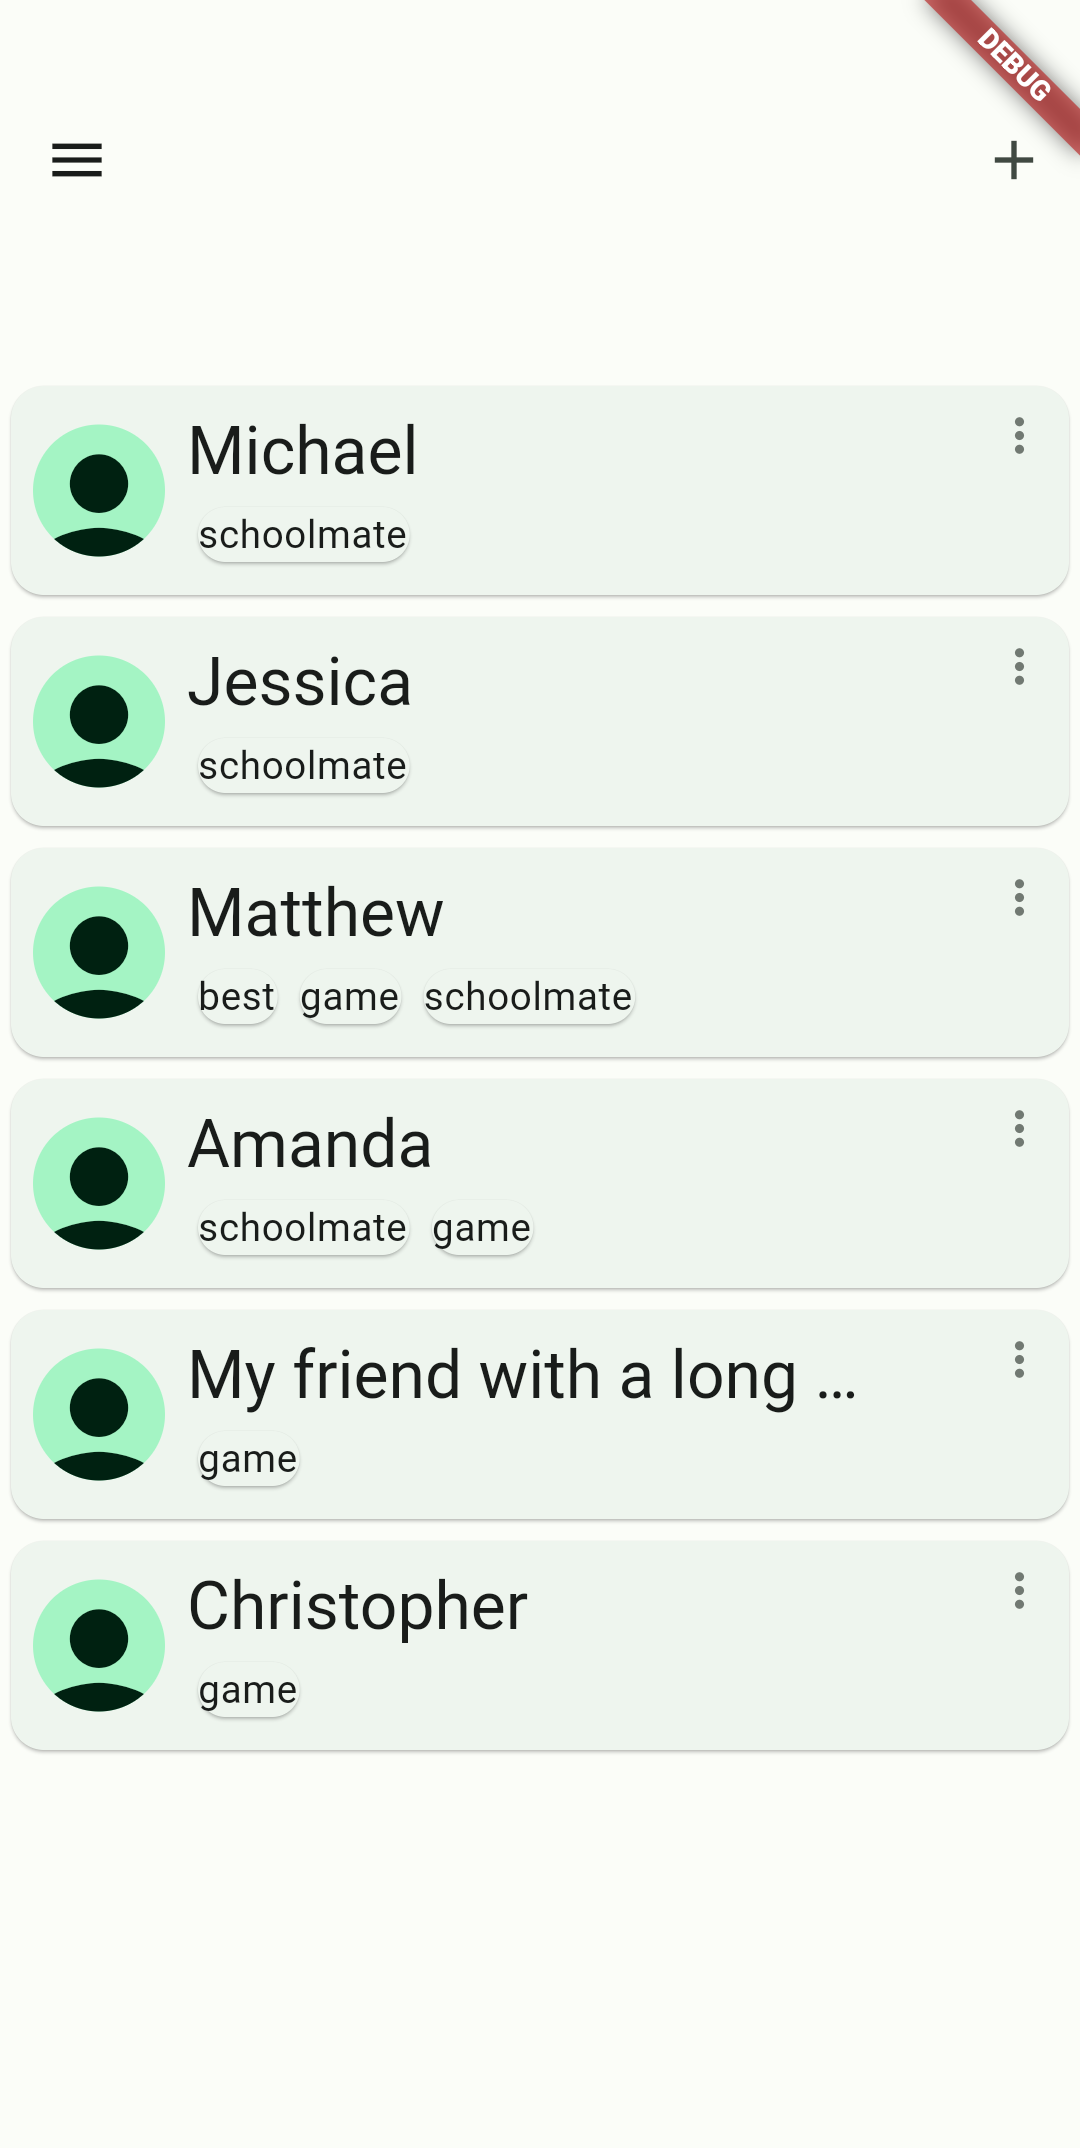 DEBUG
Michael
schoolmate
Jessica
schoolmate
Matthew
best game schoolmate
Amanda
schoolmate game
My friend with a long …
game
Christopher
game